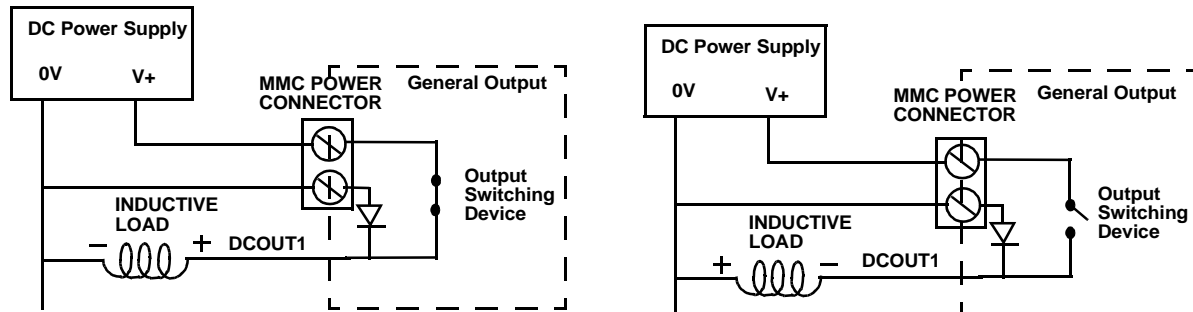 DC Power Supply
0V V+
MMC POWER
CONNECTOR
General Output
Output
Switching
Device
INDUCTIVE
LOAD
– +
DCOUT1
DC Power Supply
0V V+
MMC POWER
CONNECTOR
General Output
Output
Switching
Device
INDUCTIVE
LOAD
+ –
DCOUT1